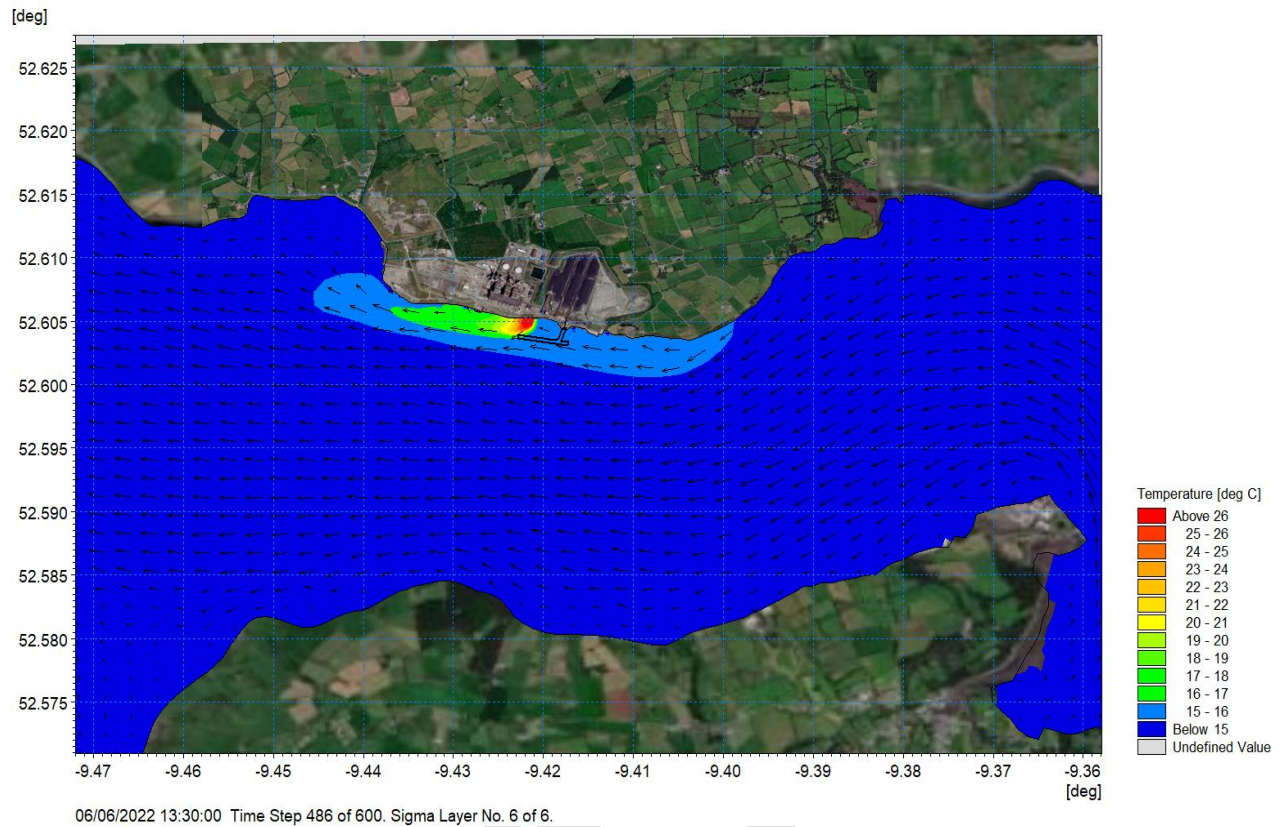 [deg]
52.625
52.620
52.615
52.610
52.605
52.600
52.595
52.590
52.585
52.580
52.575
-9.47 -9.46 -9.45 -9.44 -9.43 -9.42 -9.41 -9.40 -9.39 -9.38 -9.37 -9.36
[deg]
Temperature [deg C]
Above 26
25 - 26
24 - 25
23 - 24
22 - 23
21 - 22
20 - 21
19 - 20
18 - 19
17 - 18
16 - 17
15 - 16
Below 15
Undefined Value
06/06/2022 13:30:00 Time Step 486 of 600. Sigma Layer No. 6 of 6.